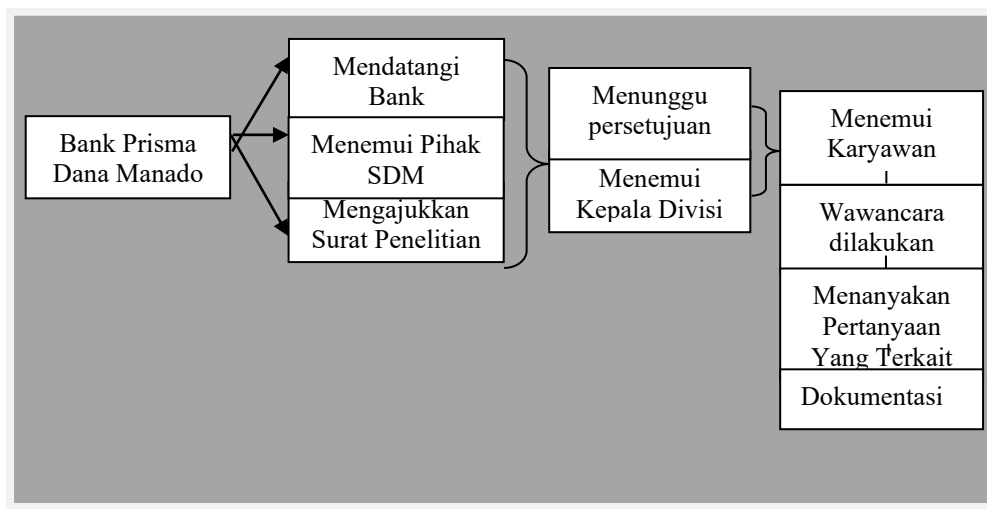 Bank Prisma
Dana Manado
Mendatangi
Bank
Menemui Pihak
SDM
Mengajukkan
Surat Penelitian
Menunggu
persetujuan
Menemui
Kepala Divisi
Menemui
Karyawan
Wawancara
dilakukan
Menanyakan
Pertanyaan
Yang Terkait
Dokumentasi